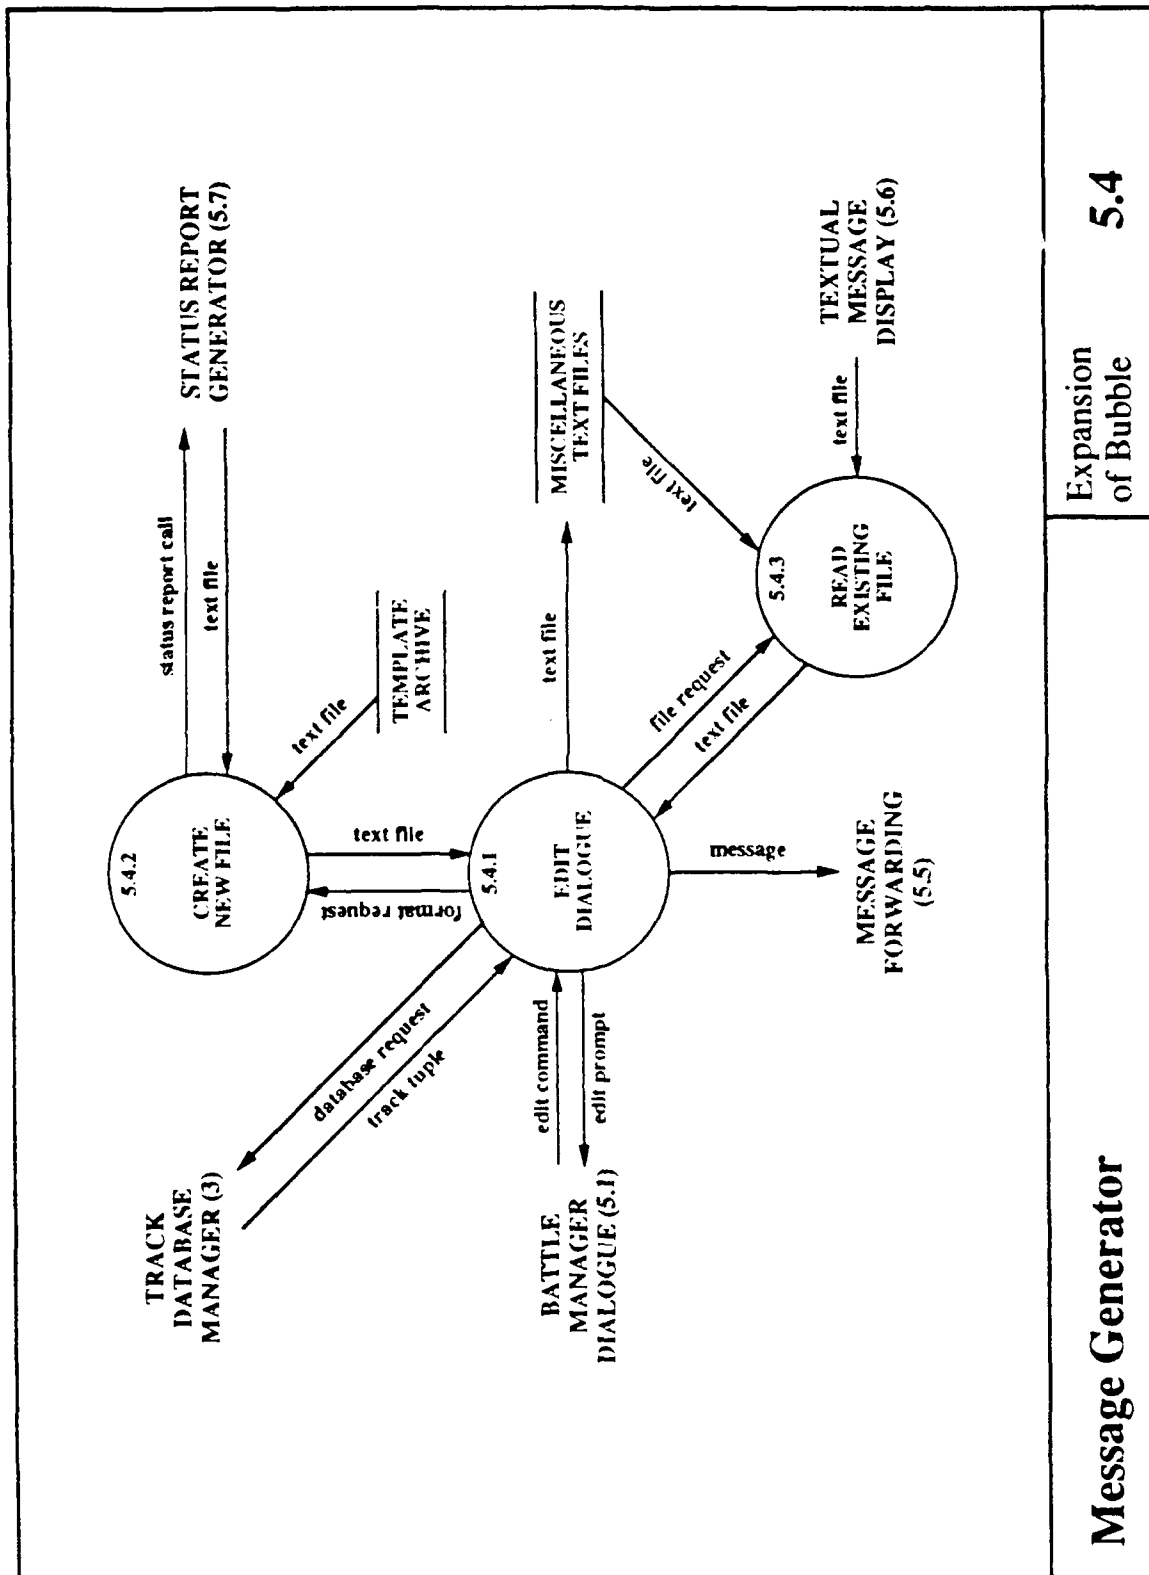 TRACK
DATABASE
MANAGER (3)
database request
track tuple
5.4.2
CREATE
NEW FILE
status report call
text file
STATUS REPORT
GENERATOR (5.7)
text file
TEMPLATE
ARCHIVE
text file
format request
BATTLE
MANAGER
DIALOGUE (5.1)
edit command
edit prompt
5.4.1
EDIT
DIALOGUE
text file
MISCELLANEOUS
TEXT FILES
text file
file request
text file
message
MESSAGE
FORWARDING
(5.5)
5.4.3
READ
EXISTING
FILE
text file
TEXTUAL
MESSAGE
DISPLAY (5.6)
Message Generator
Expansion
of Bubble
5.4